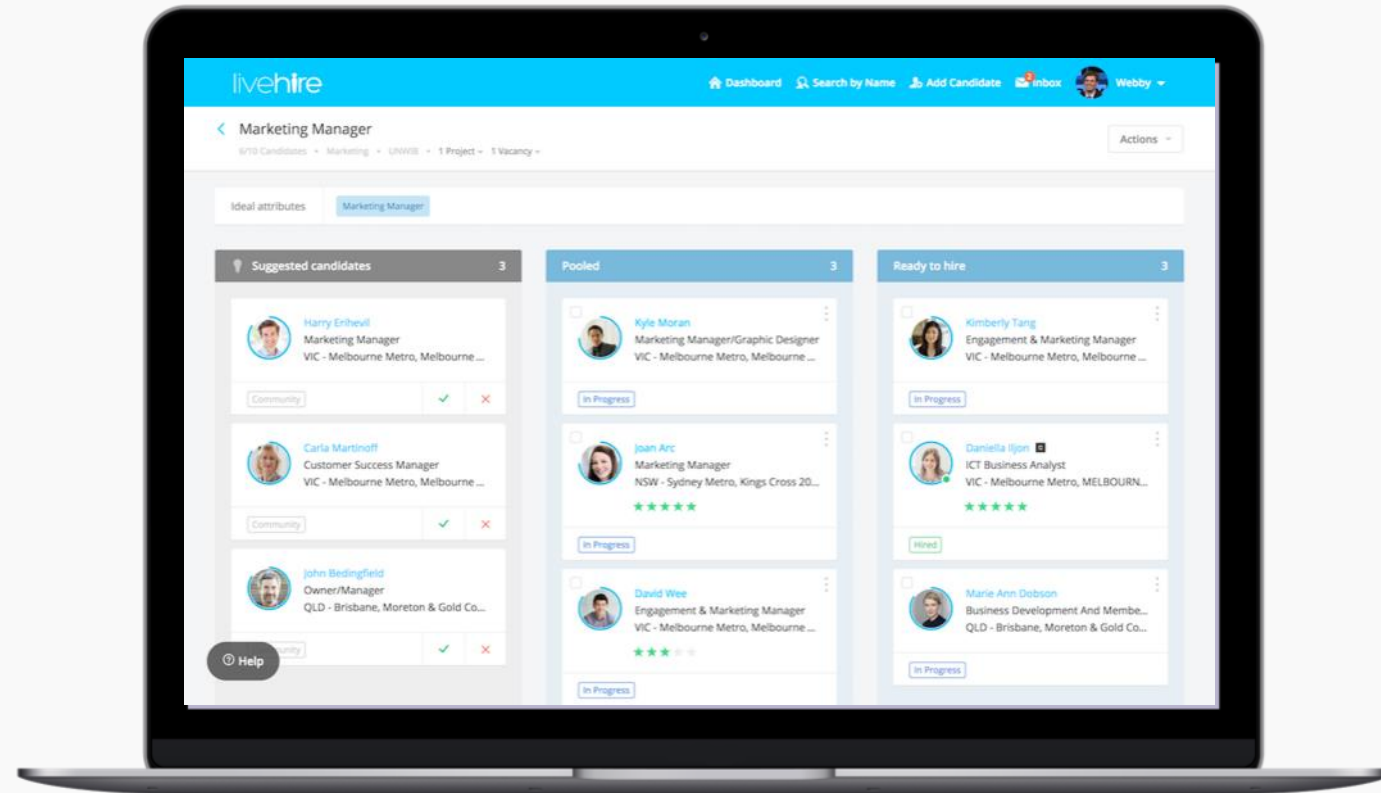 livehire
Dashboard Search by Name Add Candidate 2 Inbox Webby
Marketing Manager
6/10 Candidates • Marketing • • 1 Project 1 Vacancy
Actions
Ideal attributes Marketing Manager
Suggested candidates 3
Harry Erihevil
Marketing Manager
VIC - Melbourne Metro, Melbourne ...
Community
Carla Martinoff
Customer Success Manager
VIC - Melbourne Metro, Melbourne ...
Community
John Bedingfield
Owner/Manager
QLD - Brisbane, Moreton & Gold Co...
Help
Pooled 3
Kyle Moran
Marketing Manager/Graphic Designer
VIC - Melbourne Metro, Melbourne ...
In Progress
Joan Arc
Marketing Manager
NSW - Sydney Metro, Kings Cross 20...
In Progress
David Wee
Engagement & Marketing Manager
VIC - Melbourne Metro, Melbourne ...
In Progress
Ready to hire 3
Kimberly Tang
Engagement & Marketing Manager
VIC - Melbourne Metro, Melbourne ...
In Progress
Daniella Iljon
ICT Business Analyst
VIC - Melbourne Metro, MELBOURN...
Hired
Marie Ann Dobson
Business Development And Membe...
QLD - Brisbane, Moreton & Gold Co...
In Progress